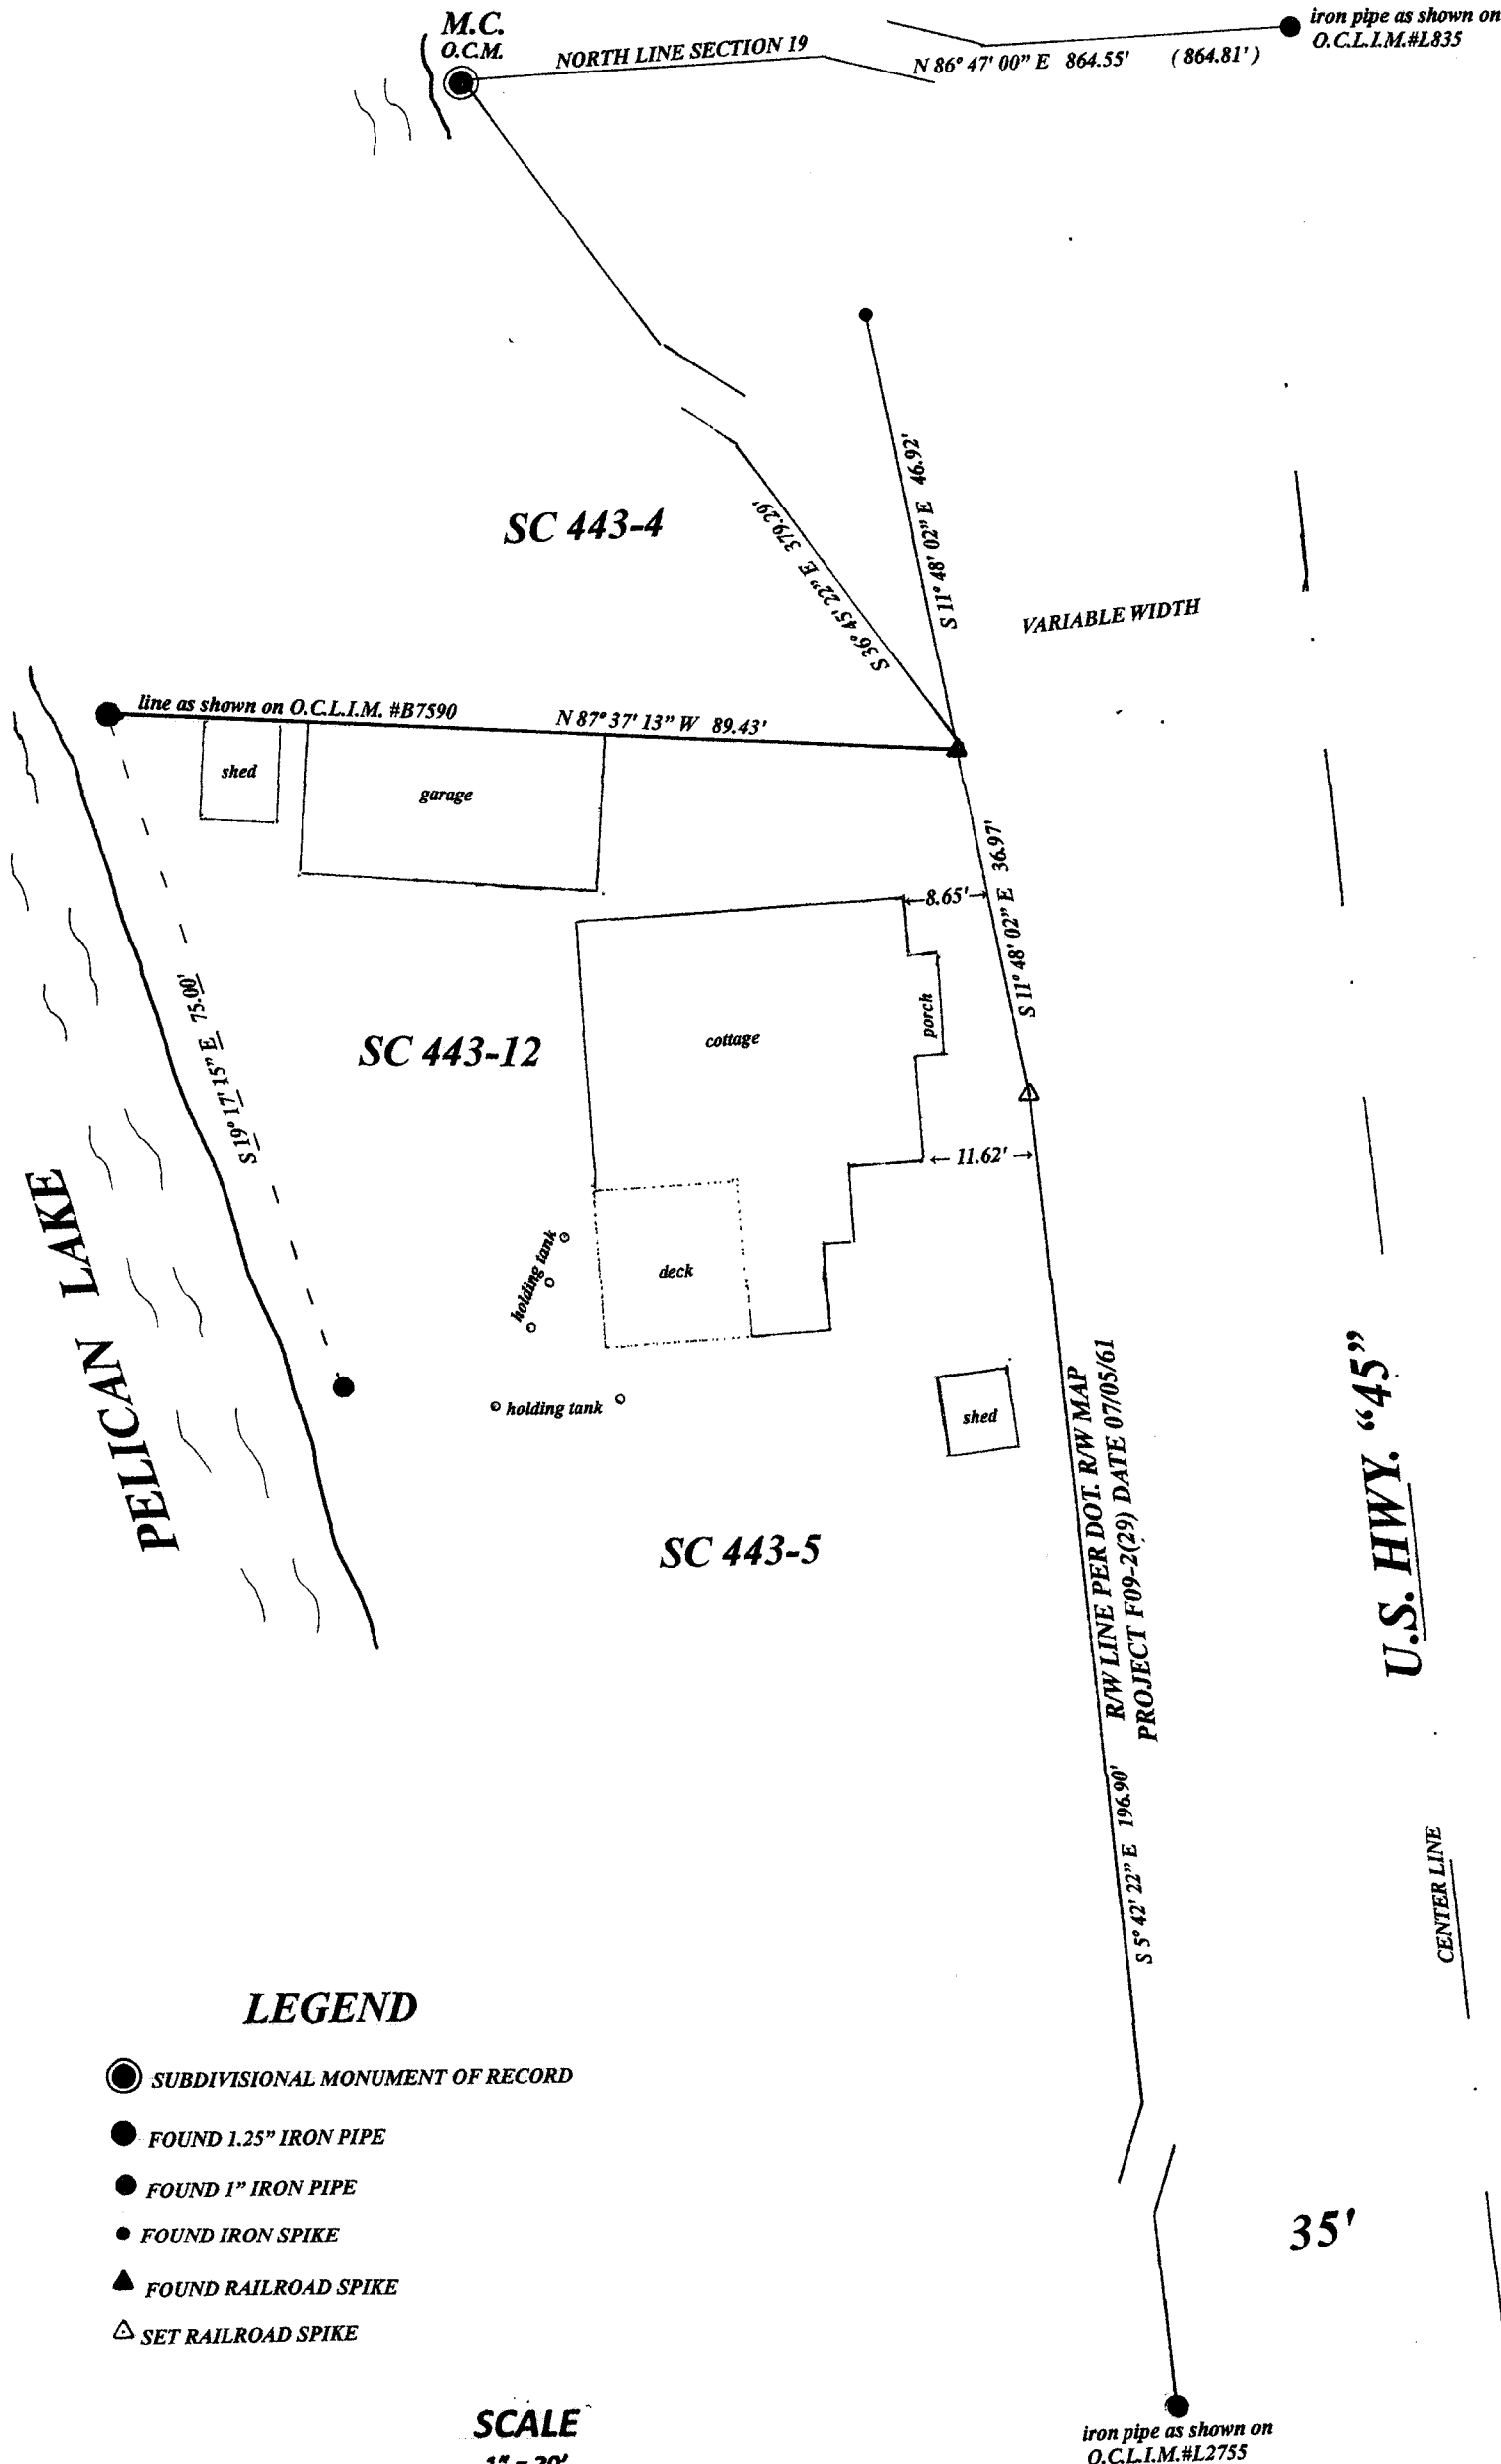 M.C.
O.C.M.
NORTH LINE SECTION 19
N 86° 47' 00" E 864.55' ( 864.81' )
iron pipe as shown on
O.C.L.I.M.#L835
S 11° 48' 02" E 46.92'
S 36° 45' 22" E 379.29'
SC 443-4
VARIABLE WIDTH
line as shown on O.C.L.I.M. #B7590
N 87° 37' 13" W 89.43'
shed
garage
8.65'
S 11° 48' 02" E 36.97'
S 19° 17' 15" E 75.00'
SC 443-12
cottage
porch
11.62'
PELICAN LAKE
holding tank
deck
holding tank
shed
R/W LINE PER DOT. R/W MAP
PROJECT F09-2(29) DATE 07/05/61
U.S. HWY. "45"
SC 443-5
S 5° 42' 22" E 196.90'
CENTER LINE
LEGEND
SUBDIVISIONAL MONUMENT OF RECORD
FOUND 1.25" IRON PIPE
FOUND 1" IRON PIPE
FOUND IRON SPIKE
FOUND RAILROAD SPIKE
SET RAILROAD SPIKE
35'
SCALE
iron pipe as shown on
O.C.L.I.M.#L2755